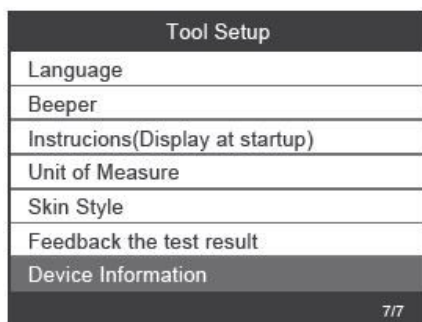 Tool Setup
Language
Beeper
Instrucions(Display at startup)
Unit of Measure
Skin Style
Feedback the test result
Device Information
7/7